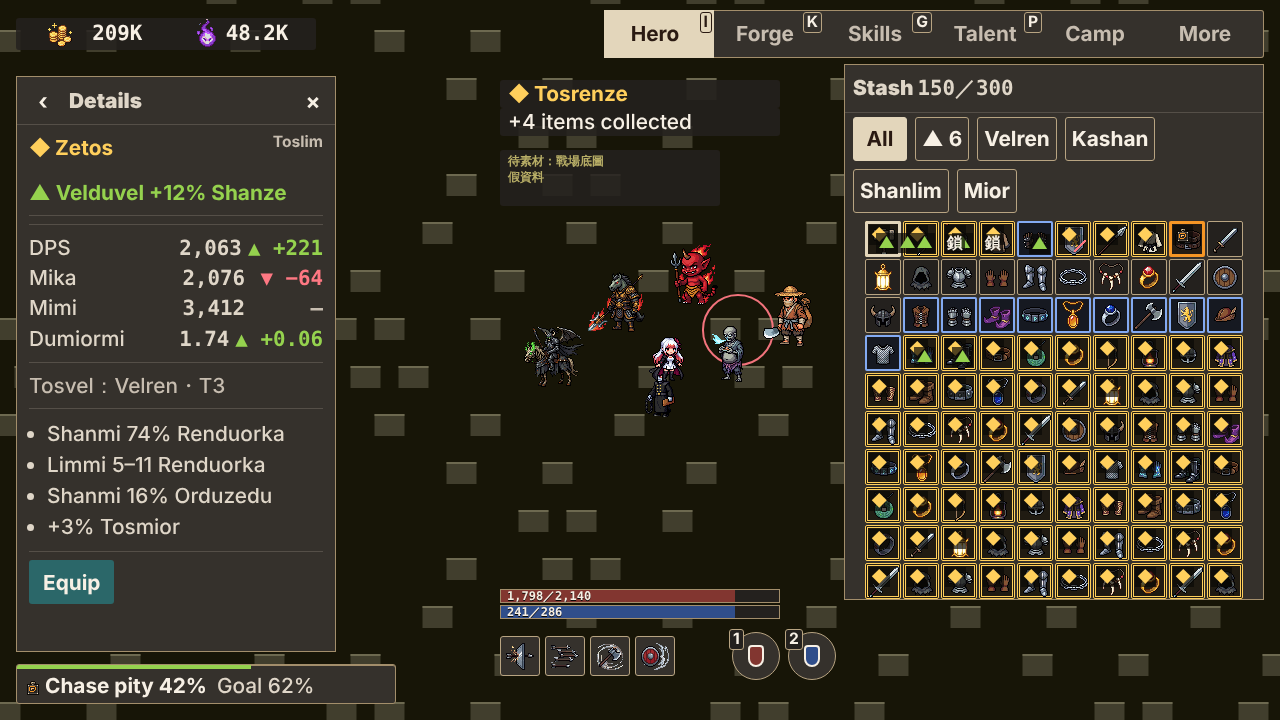 209K 48.2K
Hero I Forge K Skills G Talent P Camp More
‹ Details ×
Zetos Toslim
▲ Velduvel +12% Shanze
DPS 2,063 ▲ +221
Mika 2,076 ▼ −64
Mimi 3,412 —
Dumiormi 1.74 ▲ +0.06
Tosvel：Velren・T3
• Shanmi 74% Renduorka
• Limmi 5–11 Renduorka
• Shanmi 16% Orduzedu
• +3% Tosmior
Equip
Chase pity 42% Goal 62%
◆ Tosrenze
+4 items collected
待素材：戰場底圖
假資料
1,798／2,140
241／286
1 2
Stash 150／300
All ▲ 6 Velren Kashan
Shanlim Mior
鎖 鎖